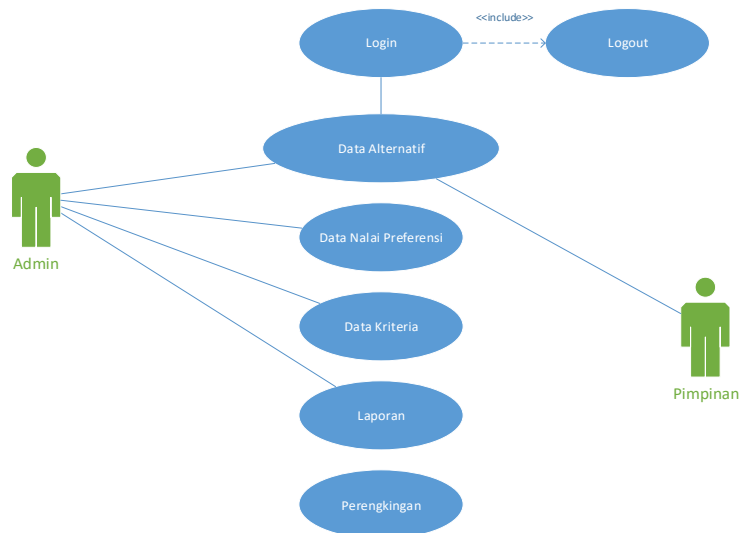 <<include>>
Login
Logout
Data Alternatif
Data Nalai Preferensi
Admin
Data Kriteria
Pimpinan
Laporan
Perengkingan